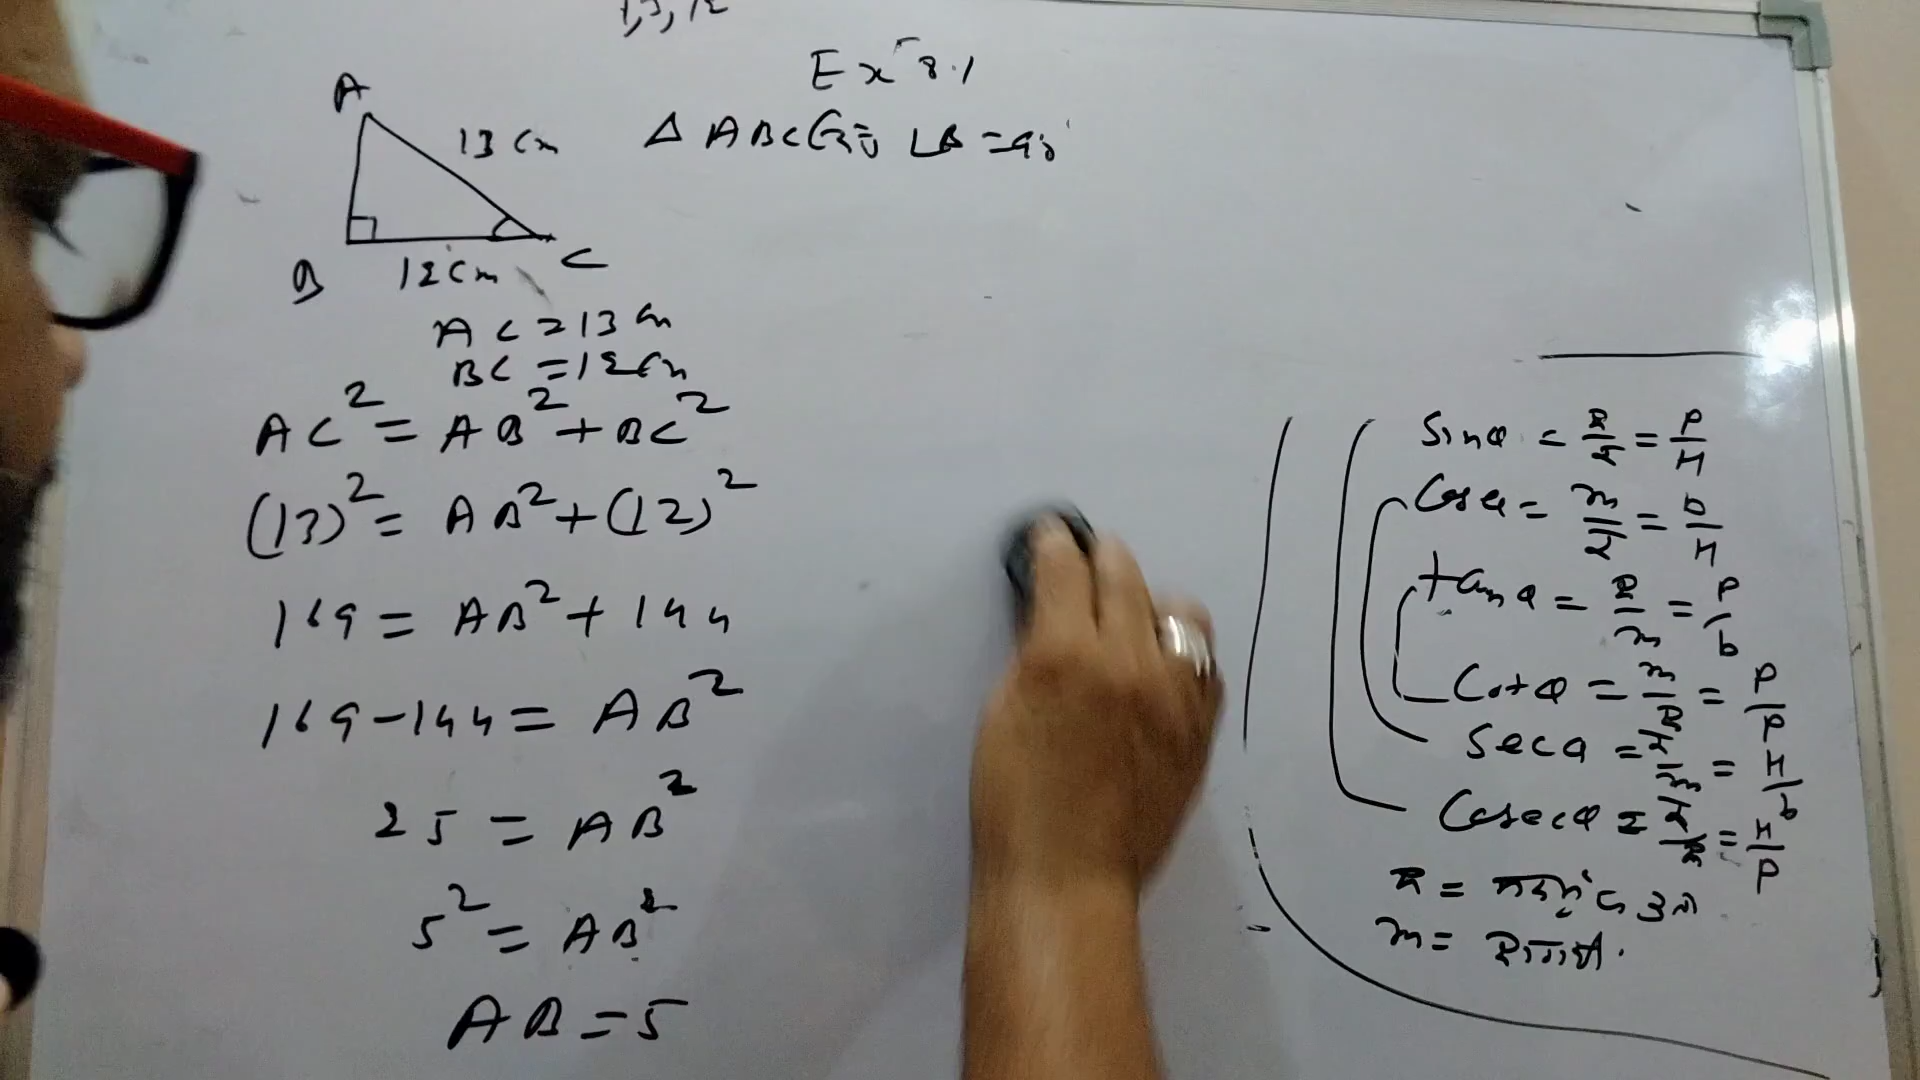 Ex 8.1
A
13 cm
△ ABC
∠B = 90°
B
12 cm
C
AC = 13 cm
BC = 12 cm
AC² = AB² + BC²
(13)² = AB² + (12)²
169 = AB² + 144
169 - 144 = AB²
25 = AB²
5² = AB²
AB = 5
Sinθ = = P/H
Cosθ = = b/H
tanθ = = P/b
Cotθ = = P/P
Secθ = = H/b
Cosecθ = = H/P